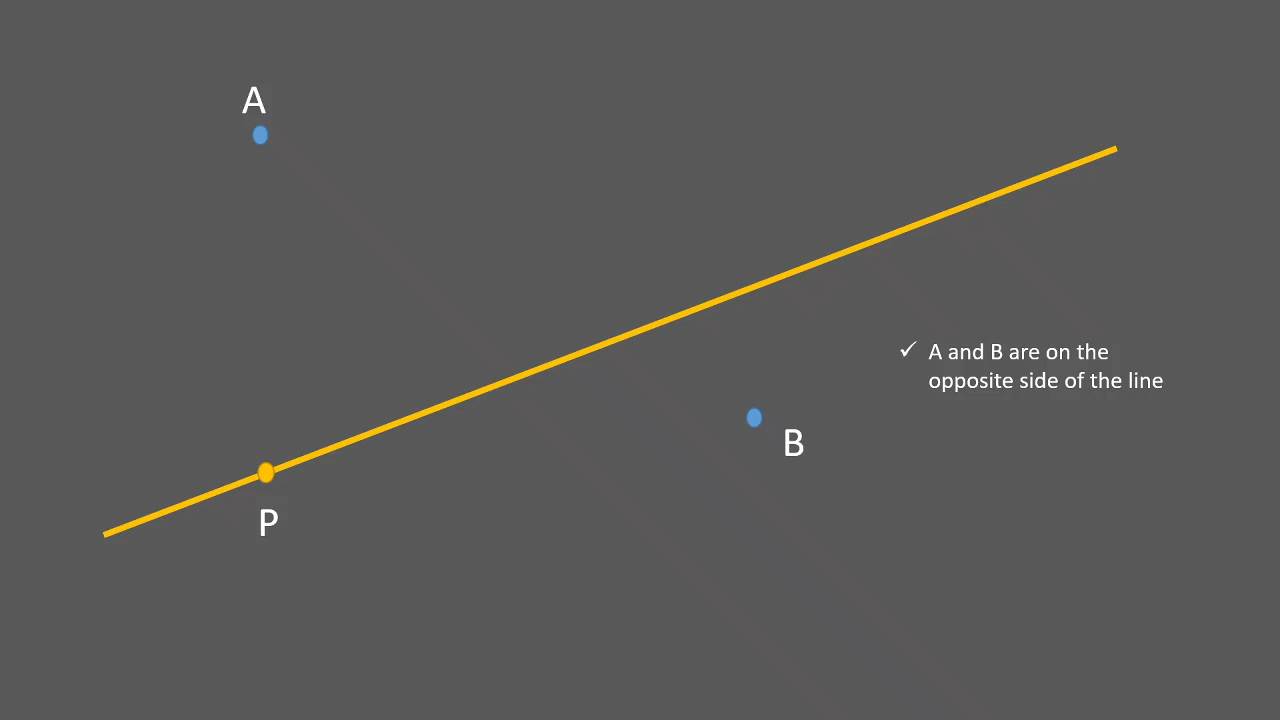 A
✓ A and B are on the
opposite side of the line
B
P